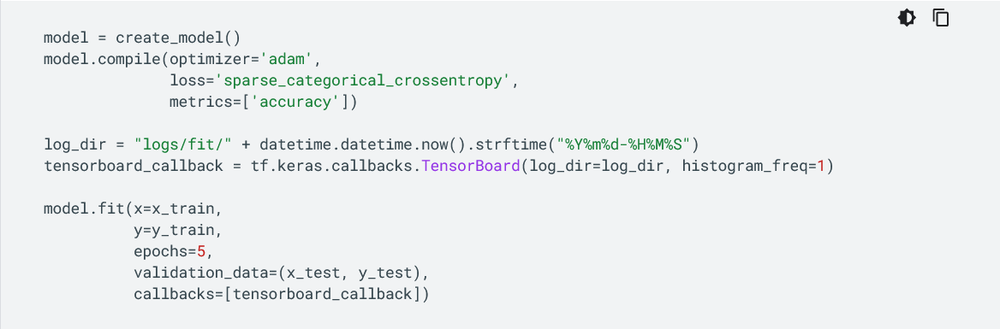 model = create_model()
model.compile(optimizer='adam',
              loss='sparse_categorical_crossentropy',
              metrics=['accuracy'])

log_dir = "logs/fit/" + datetime.datetime.now().strftime("%Y%m%d-%H%M%S")
tensorboard_callback = tf.keras.callbacks.TensorBoard(log_dir=log_dir, histogram_freq=1)

model.fit(x=x_train,
          y=y_train,
          epochs=5,
          validation_data=(x_test, y_test),
          callbacks=[tensorboard_callback])